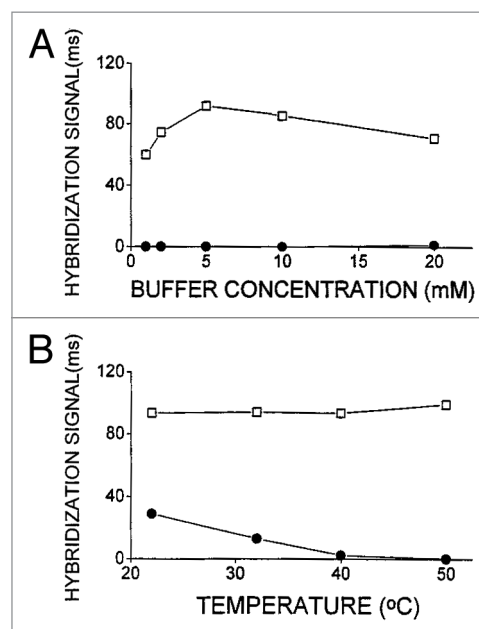 A
HYBRIDIZATION SIGNAL(ms)
120
80
40
0
0 5 10 15 20
BUFFER CONCENTRATION (mM)
B
HYBRIDIZATION SIGNAL(ms)
120
80
40
0
20 30 40 50
TEMPERATURE (ºC)